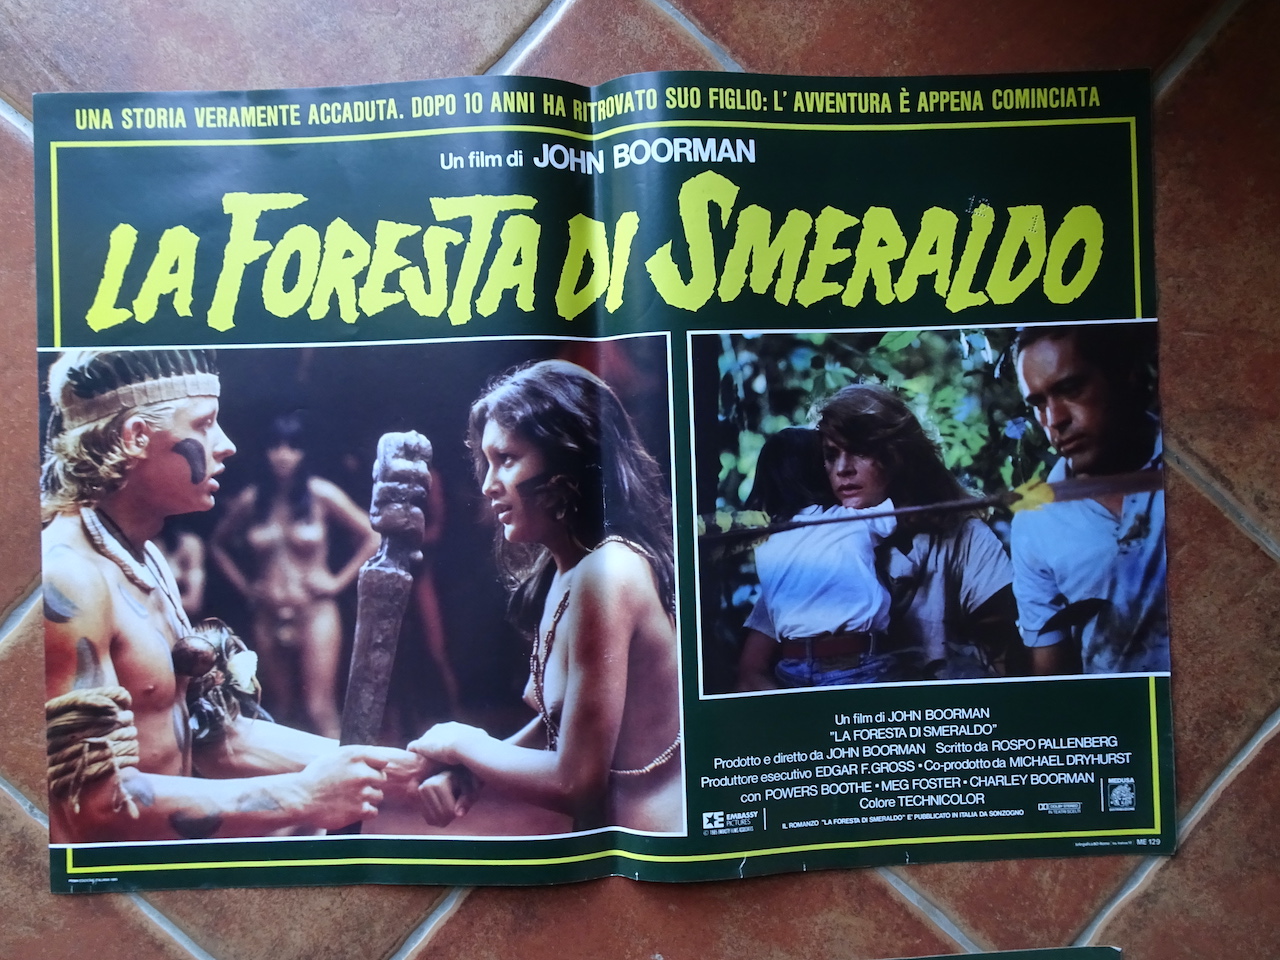 UNA STORIA VERAMENTE ACCADUTA. DOPO 10 ANNI HA RITROVATO SUO FIGLIO: L' AVVENTURA È APPENA COMINCIATA
Un film di JOHN BOORMAN
LA FORESTA DI SMERALDO
Un film di JOHN BOORMAN
"LA FORESTA DI SMERALDO"
Prodotto e diretto da JOHN BOORMAN Scritto da ROSPO PALLENBERG
Produttore esecutivo EDGAR F. GROSS • Co-prodotto da MICHAEL DRYHURST
con POWERS BOOTHE • MEG FOSTER • CHARLEY BOORMAN
Colore TECHNICOLOR
EMBASSY
PICTURES
DOLBY STEREO
MEDUSA
IL ROMANZO "LA FORESTA DI SMERALDO" E' PUBBLICATO IN ITALIA DA SONZOGNO
ME 129